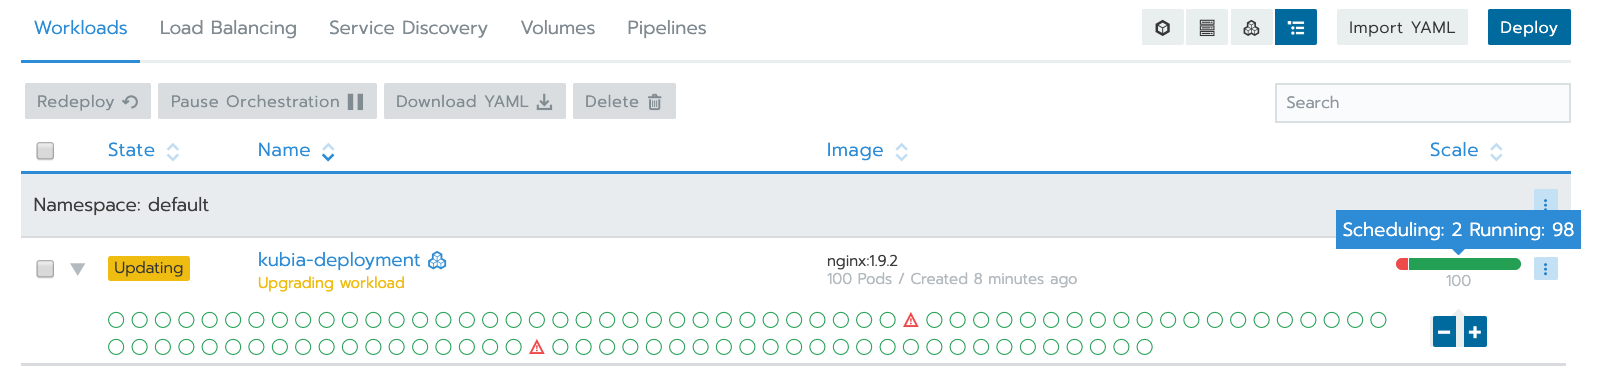 Workloads Load Balancing Service Discovery Volumes Pipelines Import YAML Deploy
Redeploy Pause Orchestration Download YAML Delete Search
State Name Image Scale
Namespace: default
Scheduling: 2 Running: 98
Updating kubia-deployment nginx:1.9.2
Upgrading workload 100 Pods / Created 8 minutes ago 100